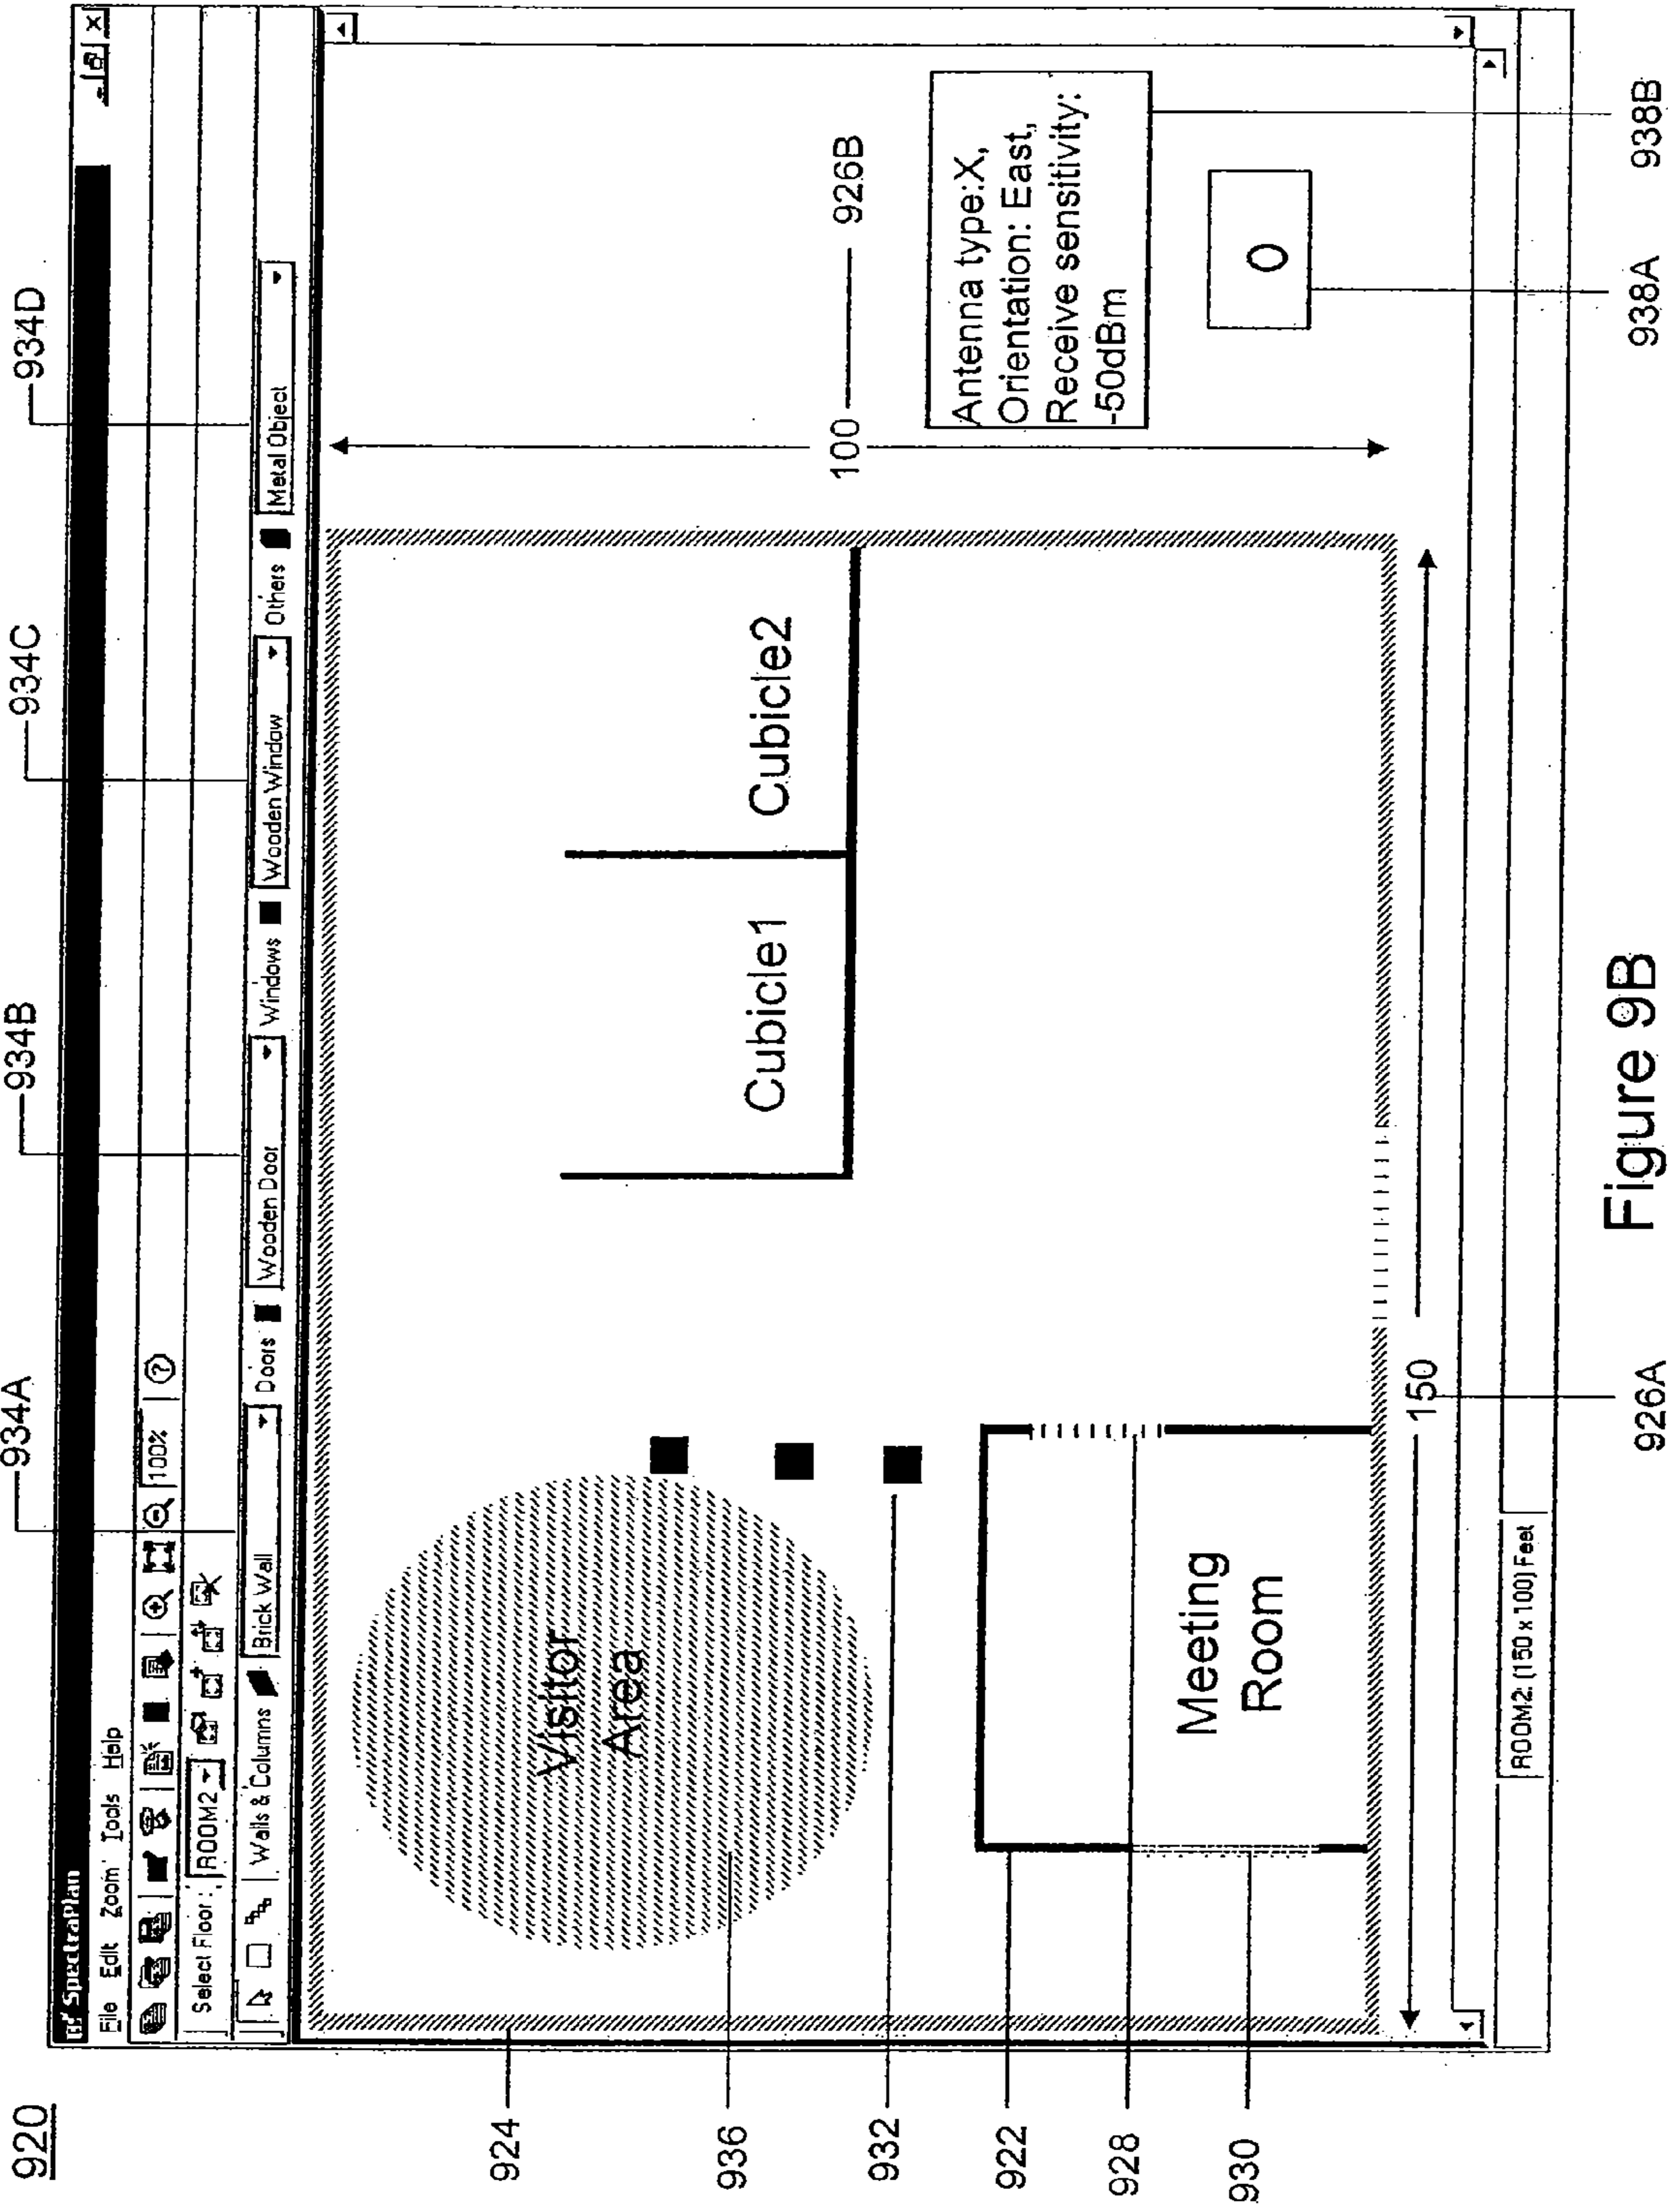 920
934A
934B
934C
934D
SpectraPlan
File Edit Zoom Tools Help
100%
Select Floor : ROOM2
Walls & Columns Brick Wall Doors Wooden Door Windows Wooden Window Others Metal Object
924
936
932
922
928
930
Visitor
Area
Cubicle1
Cubicle2
Meeting
Room
100
926B
Antenna type:X,
Orientation: East,
Receive sensitivity:
-50dBm
O
150
ROOM2: (150 x 100) Feet
926A
938A
938B
Figure 9B